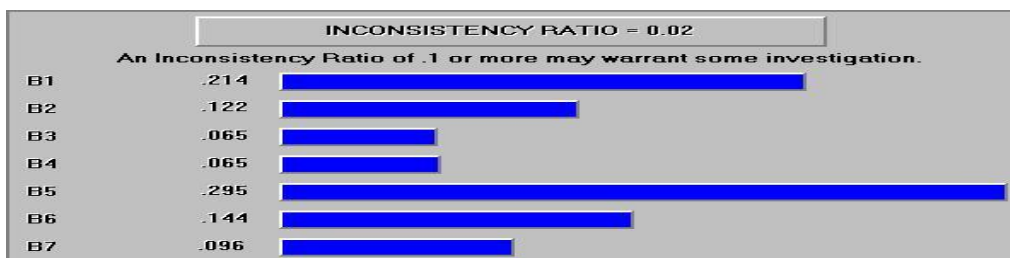 INCONSISTENCY RATIO = 0.02
An Inconsistency Ratio of .1 or more may warrant some investigation.
B1 .214
B2 .122
B3 .065
B4 .065
B5 .295
B6 .144
B7 .096